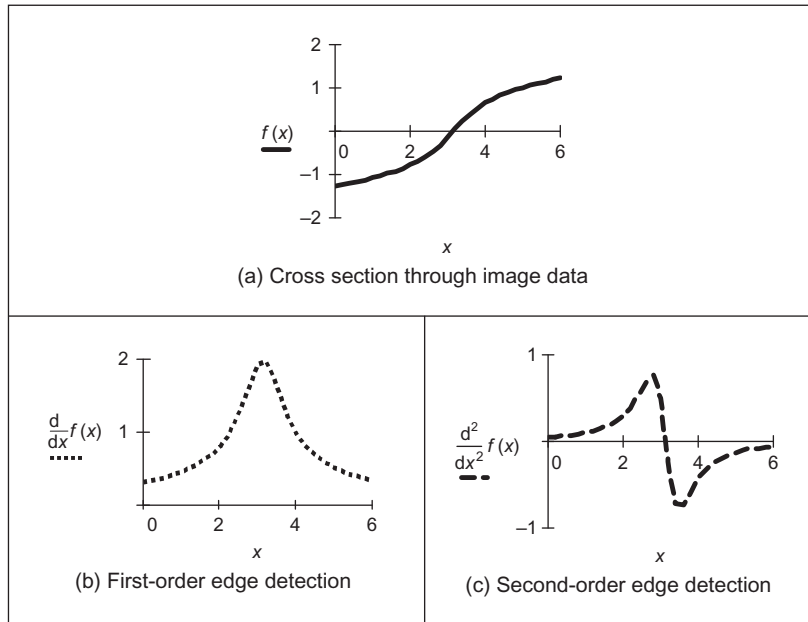 2
1
f (x)
0 2 4 6
–1
–2
x
(a) Cross section through image data
2
d
dx f (x)
1
0 2 4 6
x
(b) First-order edge detection
1
d²
dx² f (x)
0 2 4 6
–1
x
(c) Second-order edge detection